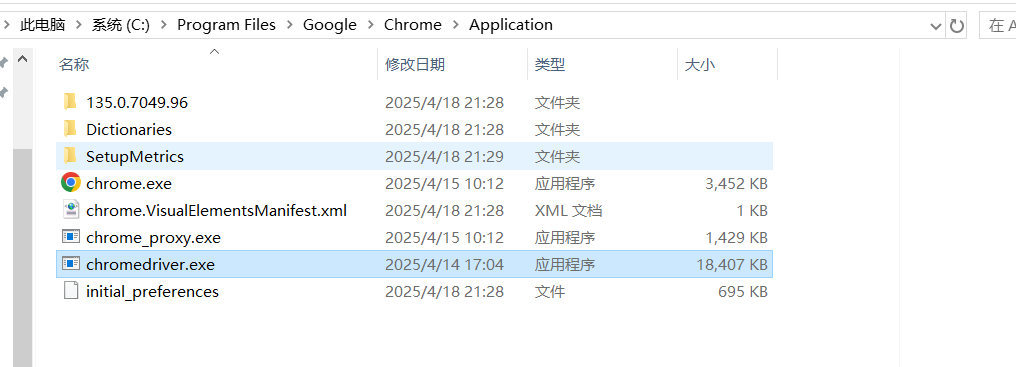 此电脑 > 系统 (C:) > Program Files > Google > Chrome > Application 在 A
名称 修改日期 类型 大小
135.0.7049.96 2025/4/18 21:28 文件夹
Dictionaries 2025/4/18 21:28 文件夹
SetupMetrics 2025/4/18 21:29 文件夹
chrome.exe 2025/4/15 10:12 应用程序 3,452 KB
chrome.VisualElementsManifest.xml 2025/4/18 21:28 XML 文档 1 KB
chrome_proxy.exe 2025/4/15 10:12 应用程序 1,429 KB
chromedriver.exe 2025/4/14 17:04 应用程序 18,407 KB
initial_preferences 2025/4/18 21:28 文件 695 KB